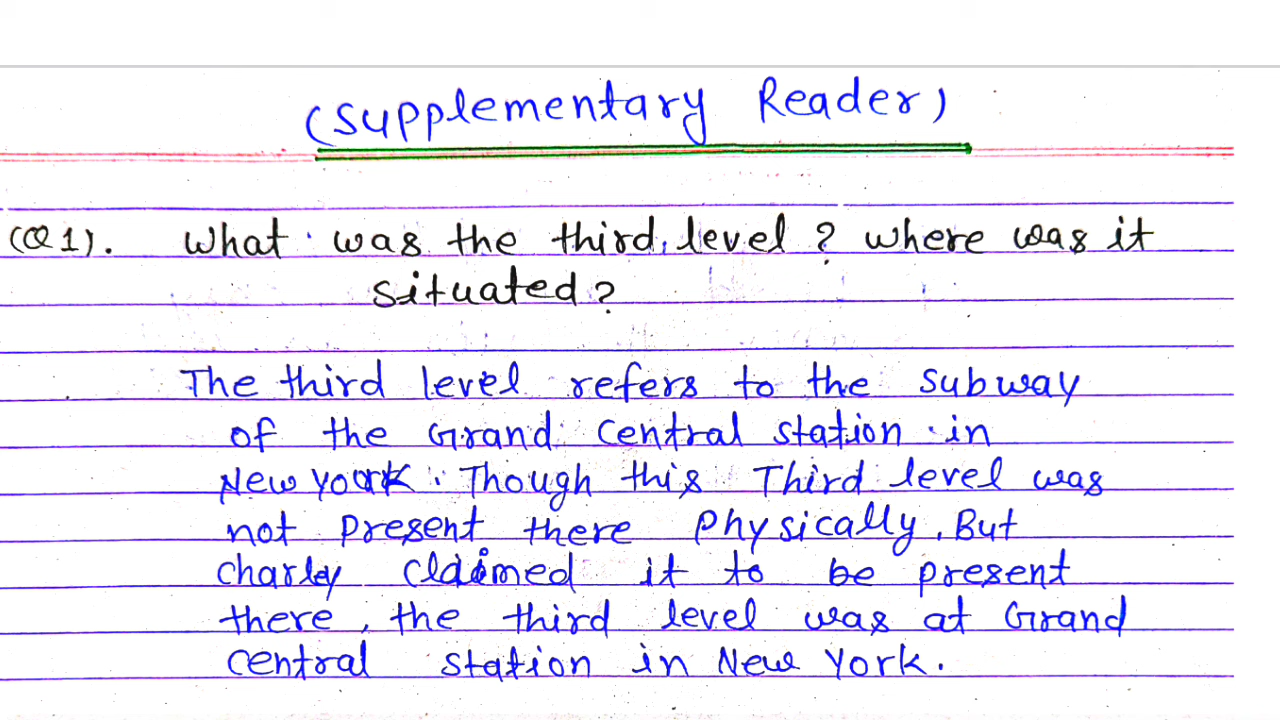 (Supplementary Reader)
(Q1). What was the third level? where was it
situated?
The third level refers to the subway
of the Grand central station in
New york. Though this Third level was
not present there physically. But
charley claimed it to be present
there, the third level was at Grand
central station in New York.